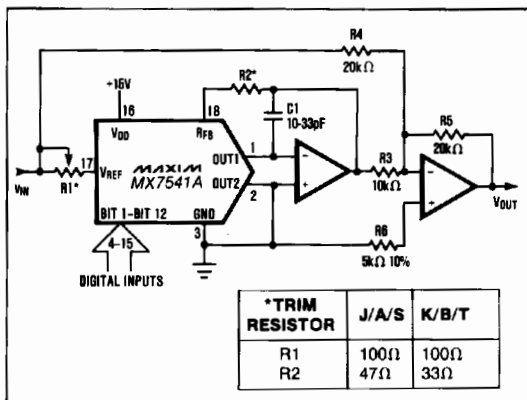 R4
20kΩ
+15V
R2*
16
18
C1
10-33pF
R5
20kΩ
VDD
RFB
OUT1
1
R3
10kΩ
17
VREF
MAXIM
MX7541A
OUT2
2
VIN
R1*
VOUT
BIT 1-BIT 12
GND
3
R6
5kΩ 10%
4-15
DIGITAL INPUTS
*TRIM RESISTOR J/A/S K/B/T
R1 100Ω 100Ω
R2 47Ω 33Ω